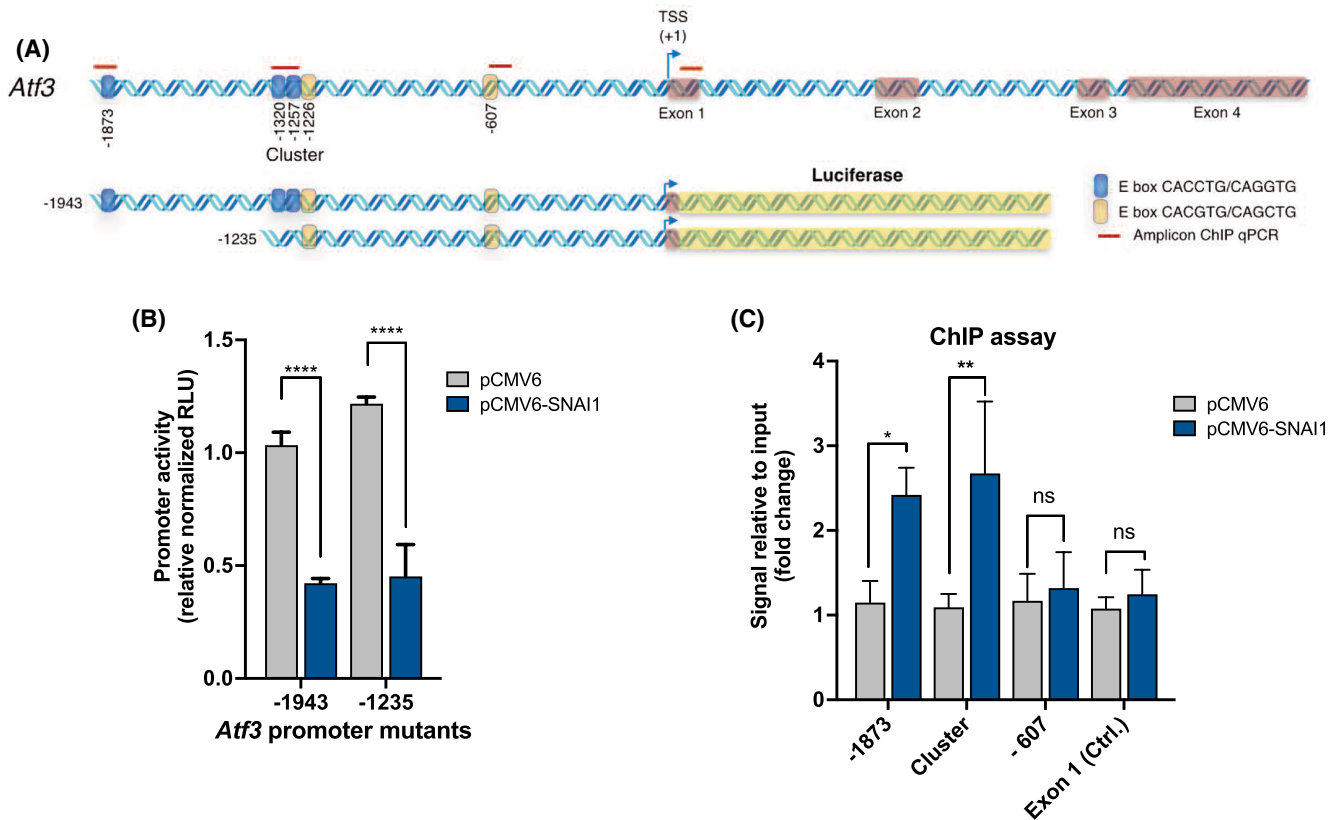 (A)
TSS
(+1)
Atf3
-1873
-1320
-1257
-1226
-607
Cluster
Exon 1
Exon 2
Exon 3
Exon 4
Luciferase
-1943
-1235
E box CACCTG/CAGGTG
E box CACGTG/CAGCTG
Amplicon ChIP qPCR
(B)
Promoter activity
(relative normalized RLU)
1.5
1.0
0.5
0.0
****
****
pCMV6
pCMV6-SNAI1
-1943
-1235
Atf3 promoter mutants
(C)
ChIP assay
Signal relative to input
(fold change)
4
3
2
1
0
*
**
ns
ns
pCMV6
pCMV6-SNAI1
-1873
Cluster
- 607
Exon 1 (Ctrl.)